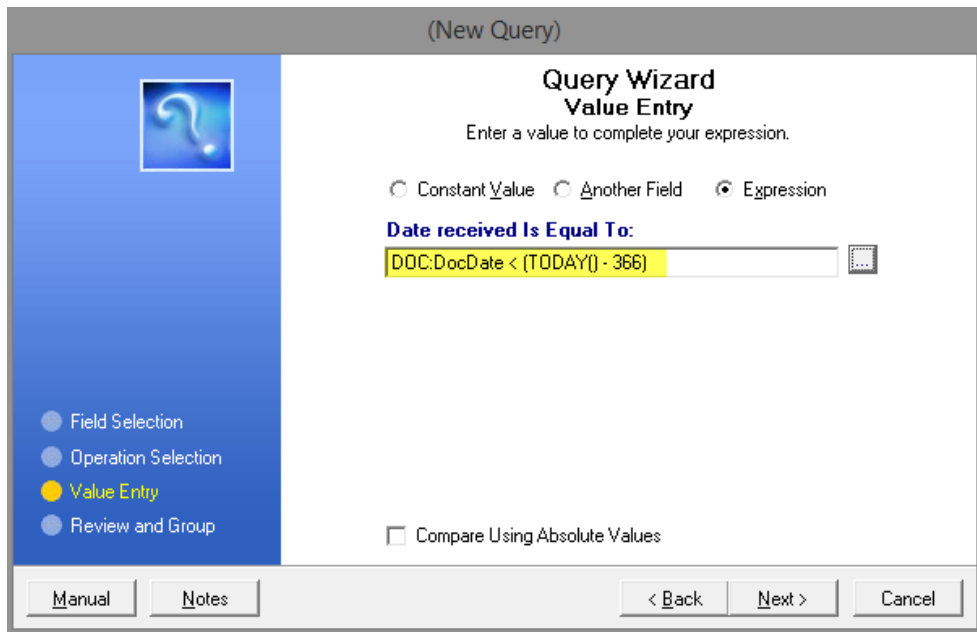 (New Query)
Query Wizard
Value Entry
Enter a value to complete your expression.
Constant Value Another Field Expression
Date received Is Equal To:
DOC:DocDate < (TODAY() - 366)
...
Field Selection
Operation Selection
Value Entry
Review and Group
Compare Using Absolute Values
Manual Notes < Back Next > Cancel